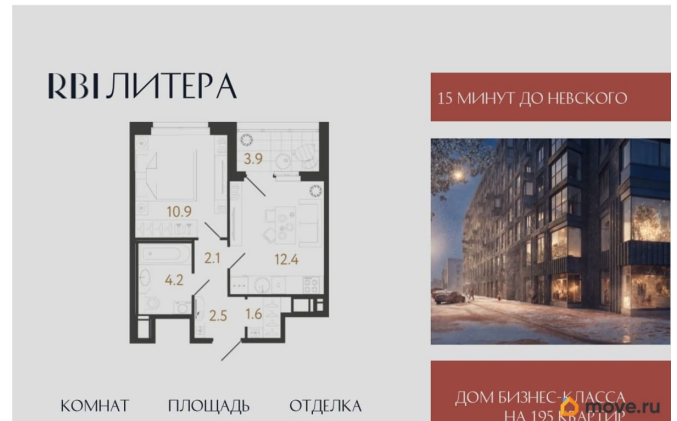 RBI ЛИТЕРА
15 МИНУТ ДО НЕВСКОГО
3.9
10.9
2.1
12.4
4.2
2.5
1.6
КОМНАТ ПЛОЩАДЬ ОТДЕЛКА
ДОМ БИЗНЕС-КЛАССА
НА 195 КВАРТИР
move.ru